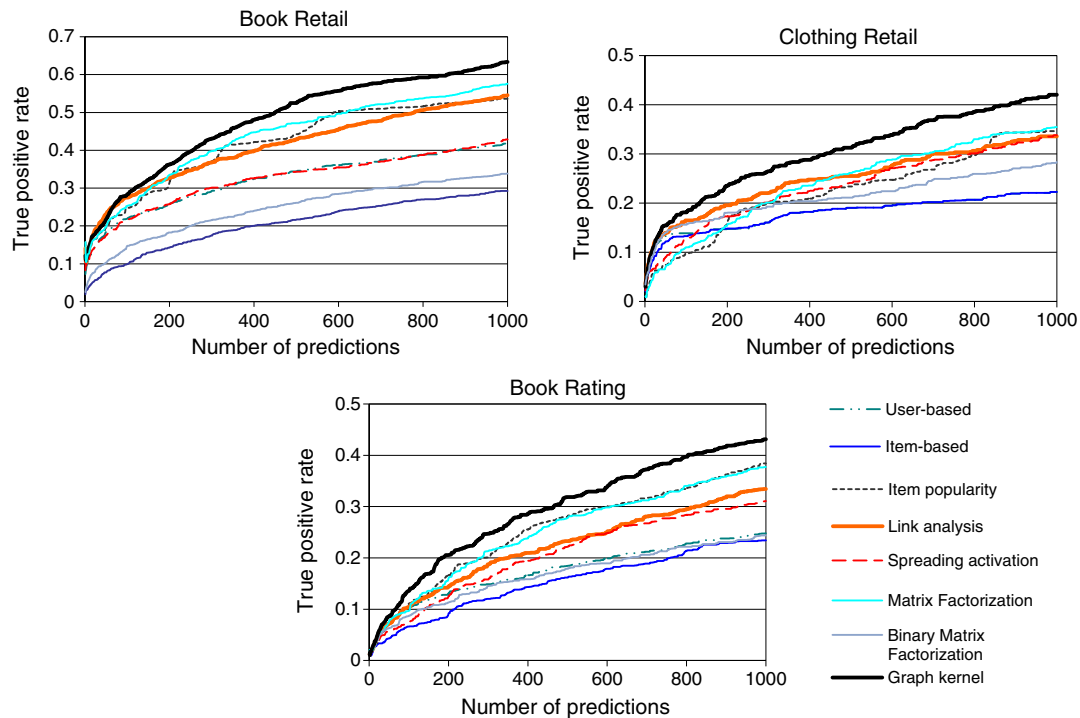 Book Retail
True positive rate
0.7
0.6
0.5
0.4
0.3
0.2
0.1
0
0 200 400 600 800 1000
Number of predictions
Clothing Retail
True positive rate
0.5
0.4
0.3
0.2
0.1
0
0 200 400 600 800 1000
Number of predictions
Book Rating
True positive rate
0.5
0.4
0.3
0.2
0.1
0
0 200 400 600 800 1000
Number of predictions
User-based
Item-based
Item popularity
Link analysis
Spreading activation
Matrix Factorization
Binary Matrix
Factorization
Graph kernel